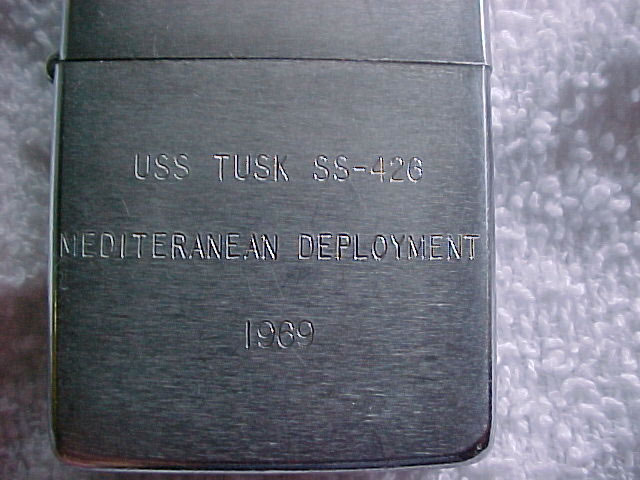 USS TUSK SS-426
MEDITERANEAN DEPLOYMENT
1969